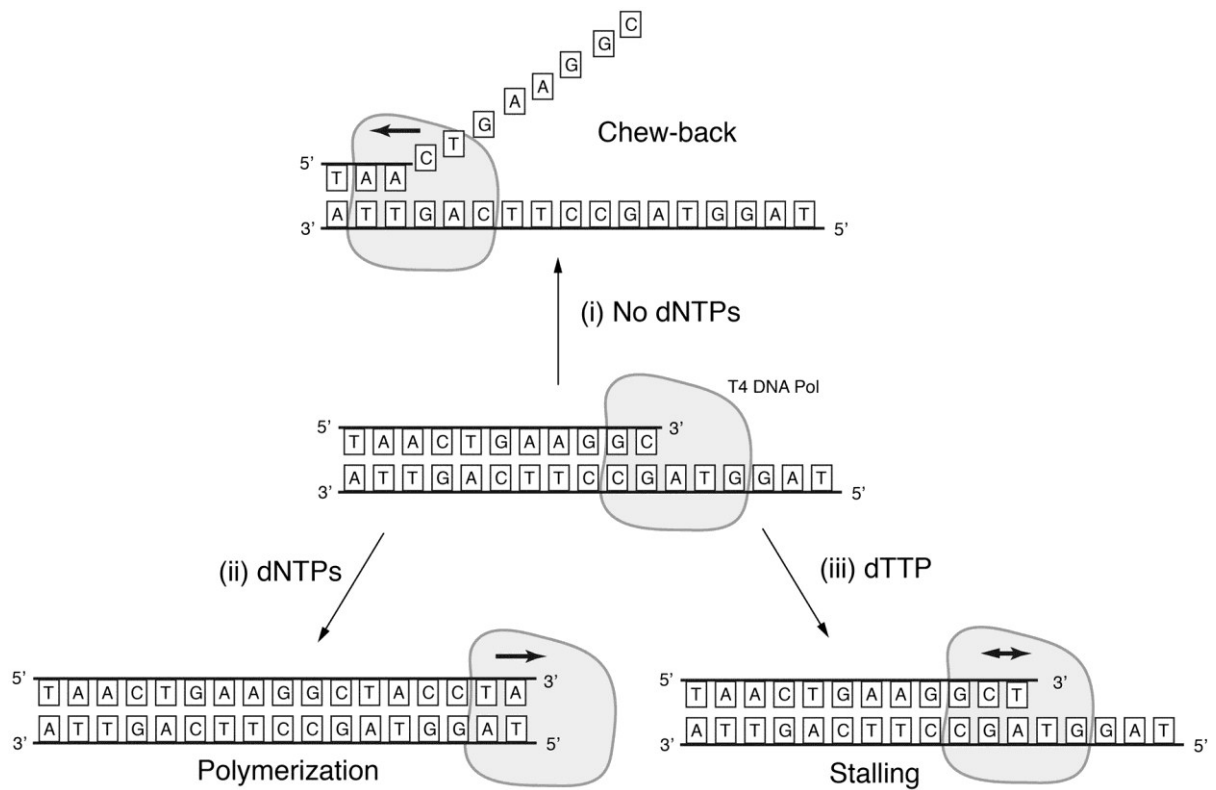 C
G
G
A
A
G
T
C
Chew-back
5’
T A A
A T T G A C T T C C G A T G G A T
3’ 5’
(i) No dNTPs
T4 DNA Pol
5’ 3’
T A A C T G A A G G C
A T T G A C T T C C G A T G G A T
3’ 5’
(ii) dNTPs
(iii) dTTP
5’ 3’
T A A C T G A A G G C T A C C T A
A T T G A C T T C C G A T G G A T
3’ 5’
Polymerization
5’ 3’
T A A C T G A A G G C T
A T T G A C T T C C G A T G G A T
3’ 5’
Stalling